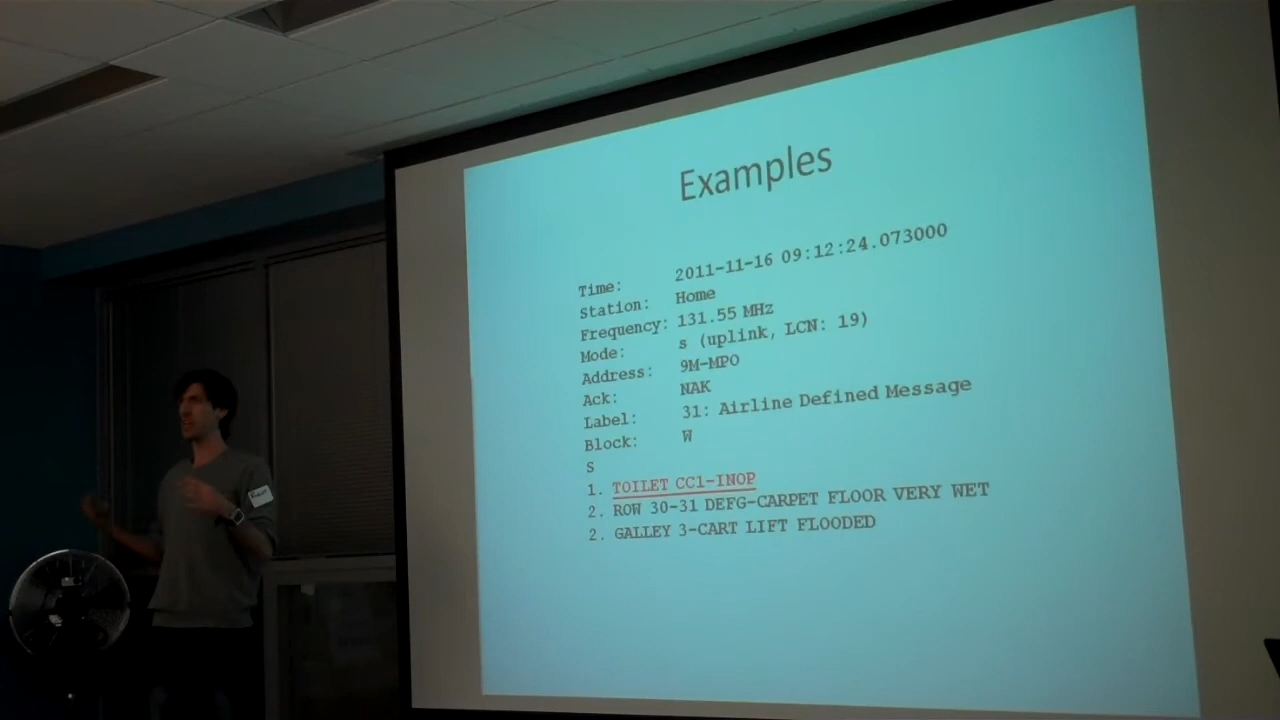 Examples
Time: 2011-11-16 09:12:24.073000
Station: Home
Frequency: 131.55 MHz
Mode: s (uplink, LCN: 19)
Address: 9M-MPO
Ack: NAK
Label: 31: Airline Defined Message
Block: W
S
1. TOILET CC1-INOP
2. ROW 30-31 DEFG-CARPET FLOOR VERY WET
2. GALLEY 3-CART LIFT FLOODED